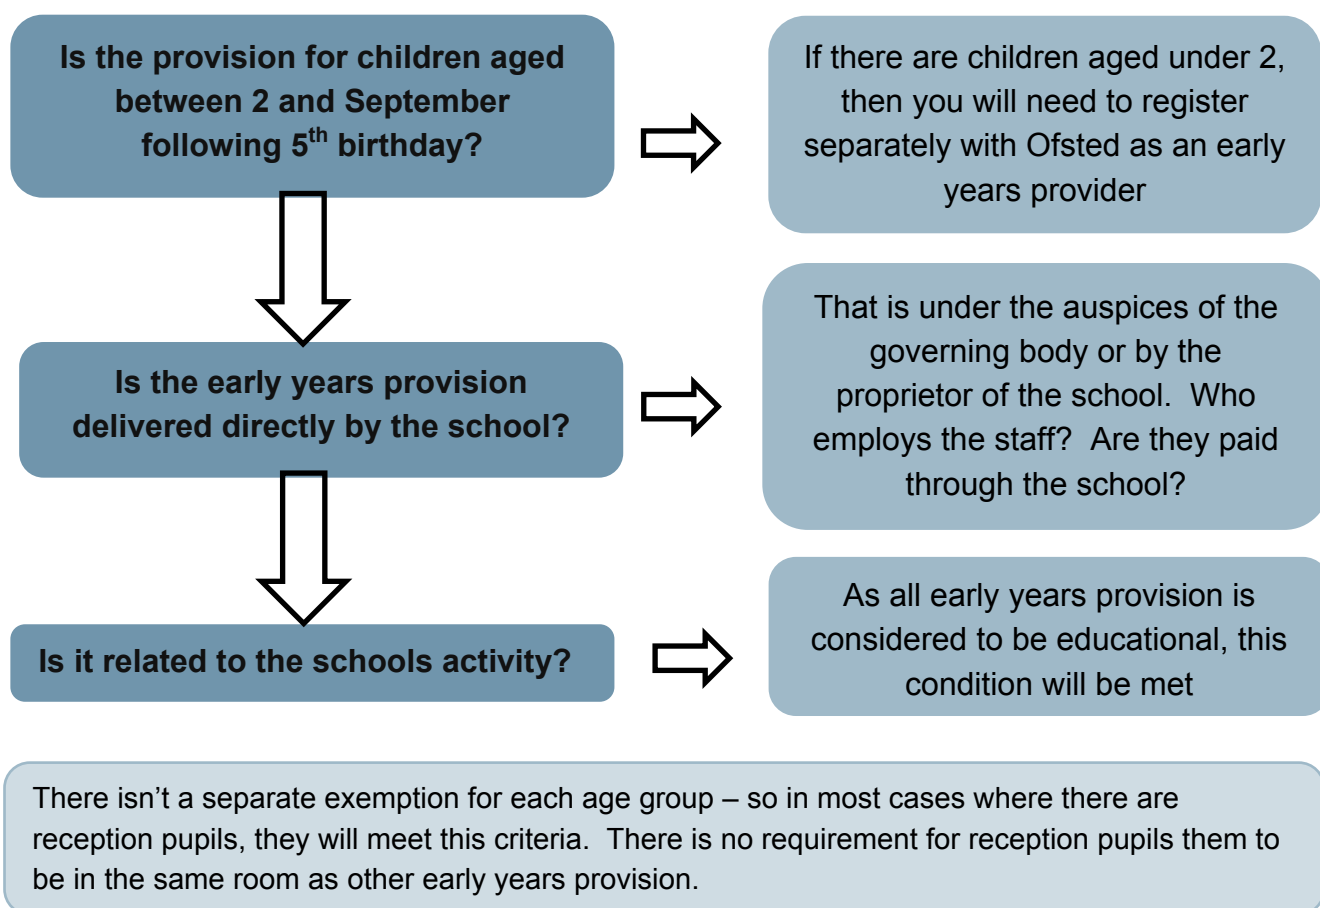 Is the provision for children aged
between 2 and September
following 5th birthday?
If there are children aged under 2,
then you will need to register
separately with Ofsted as an early
years provider
Is the early years provision
delivered directly by the school?
That is under the auspices of the
governing body or by the
proprietor of the school.  Who
employs the staff?  Are they paid
through the school?
Is it related to the schools activity?
As all early years provision is
considered to be educational, this
condition will be met
There isn’t a separate exemption for each age group – so in most cases where there are
reception pupils, they will meet this criteria.  There is no requirement for reception pupils them to
be in the same room as other early years provision.